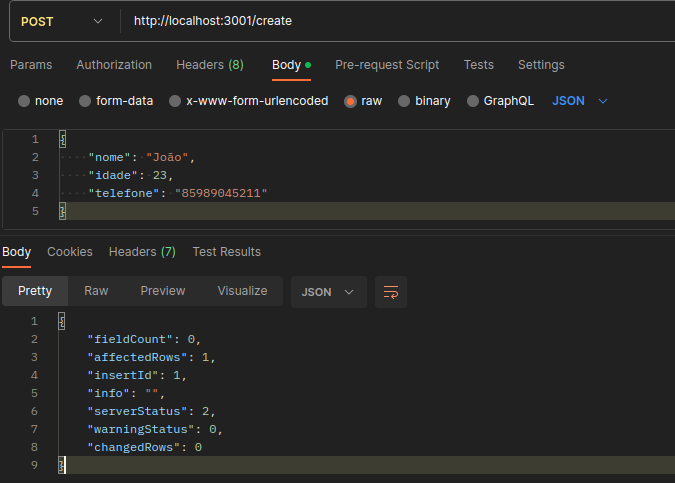 POST http://localhost:3001/create
Params Authorization Headers (8) Body Pre-request Script Tests Settings
none form-data x-www-form-urlencoded raw binary GraphQL JSON
1 {
2 "nome": "João",
3 "idade": 23,
4 "telefone": "85989045211"
5 }
Body Cookies Headers (7) Test Results
Pretty Raw Preview Visualize JSON
1 {
2 "fieldCount": 0,
3 "affectedRows": 1,
4 "insertId": 1,
5 "info": "",
6 "serverStatus": 2,
7 "warningStatus": 0,
8 "changedRows": 0
9 }